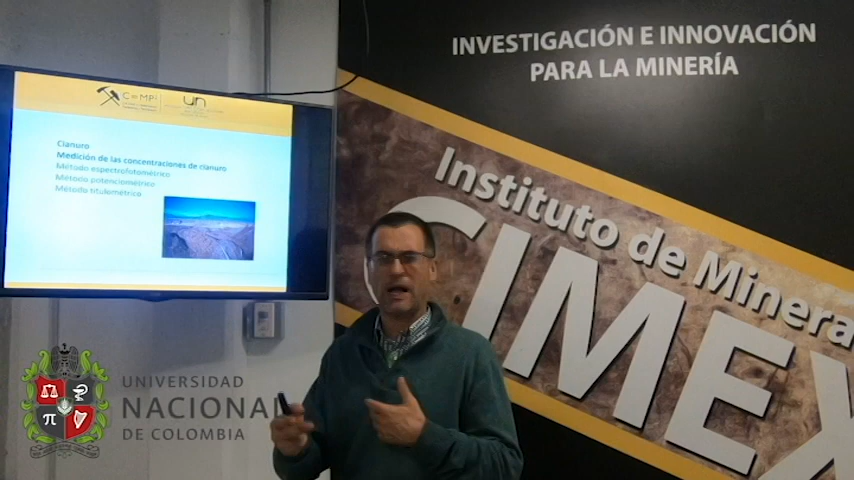 INVESTIGACIÓN E INNOVACIÓN
PARA LA MINERÍA
Instituto de Minera
CIMEX
UN
Cianuro
Medición de las concentraciones de cianuro
Método espectrofotométrico
Método potenciométrico
Método titulométrico
UNIVERSIDAD
NACIONAL
DE COLOMBIA